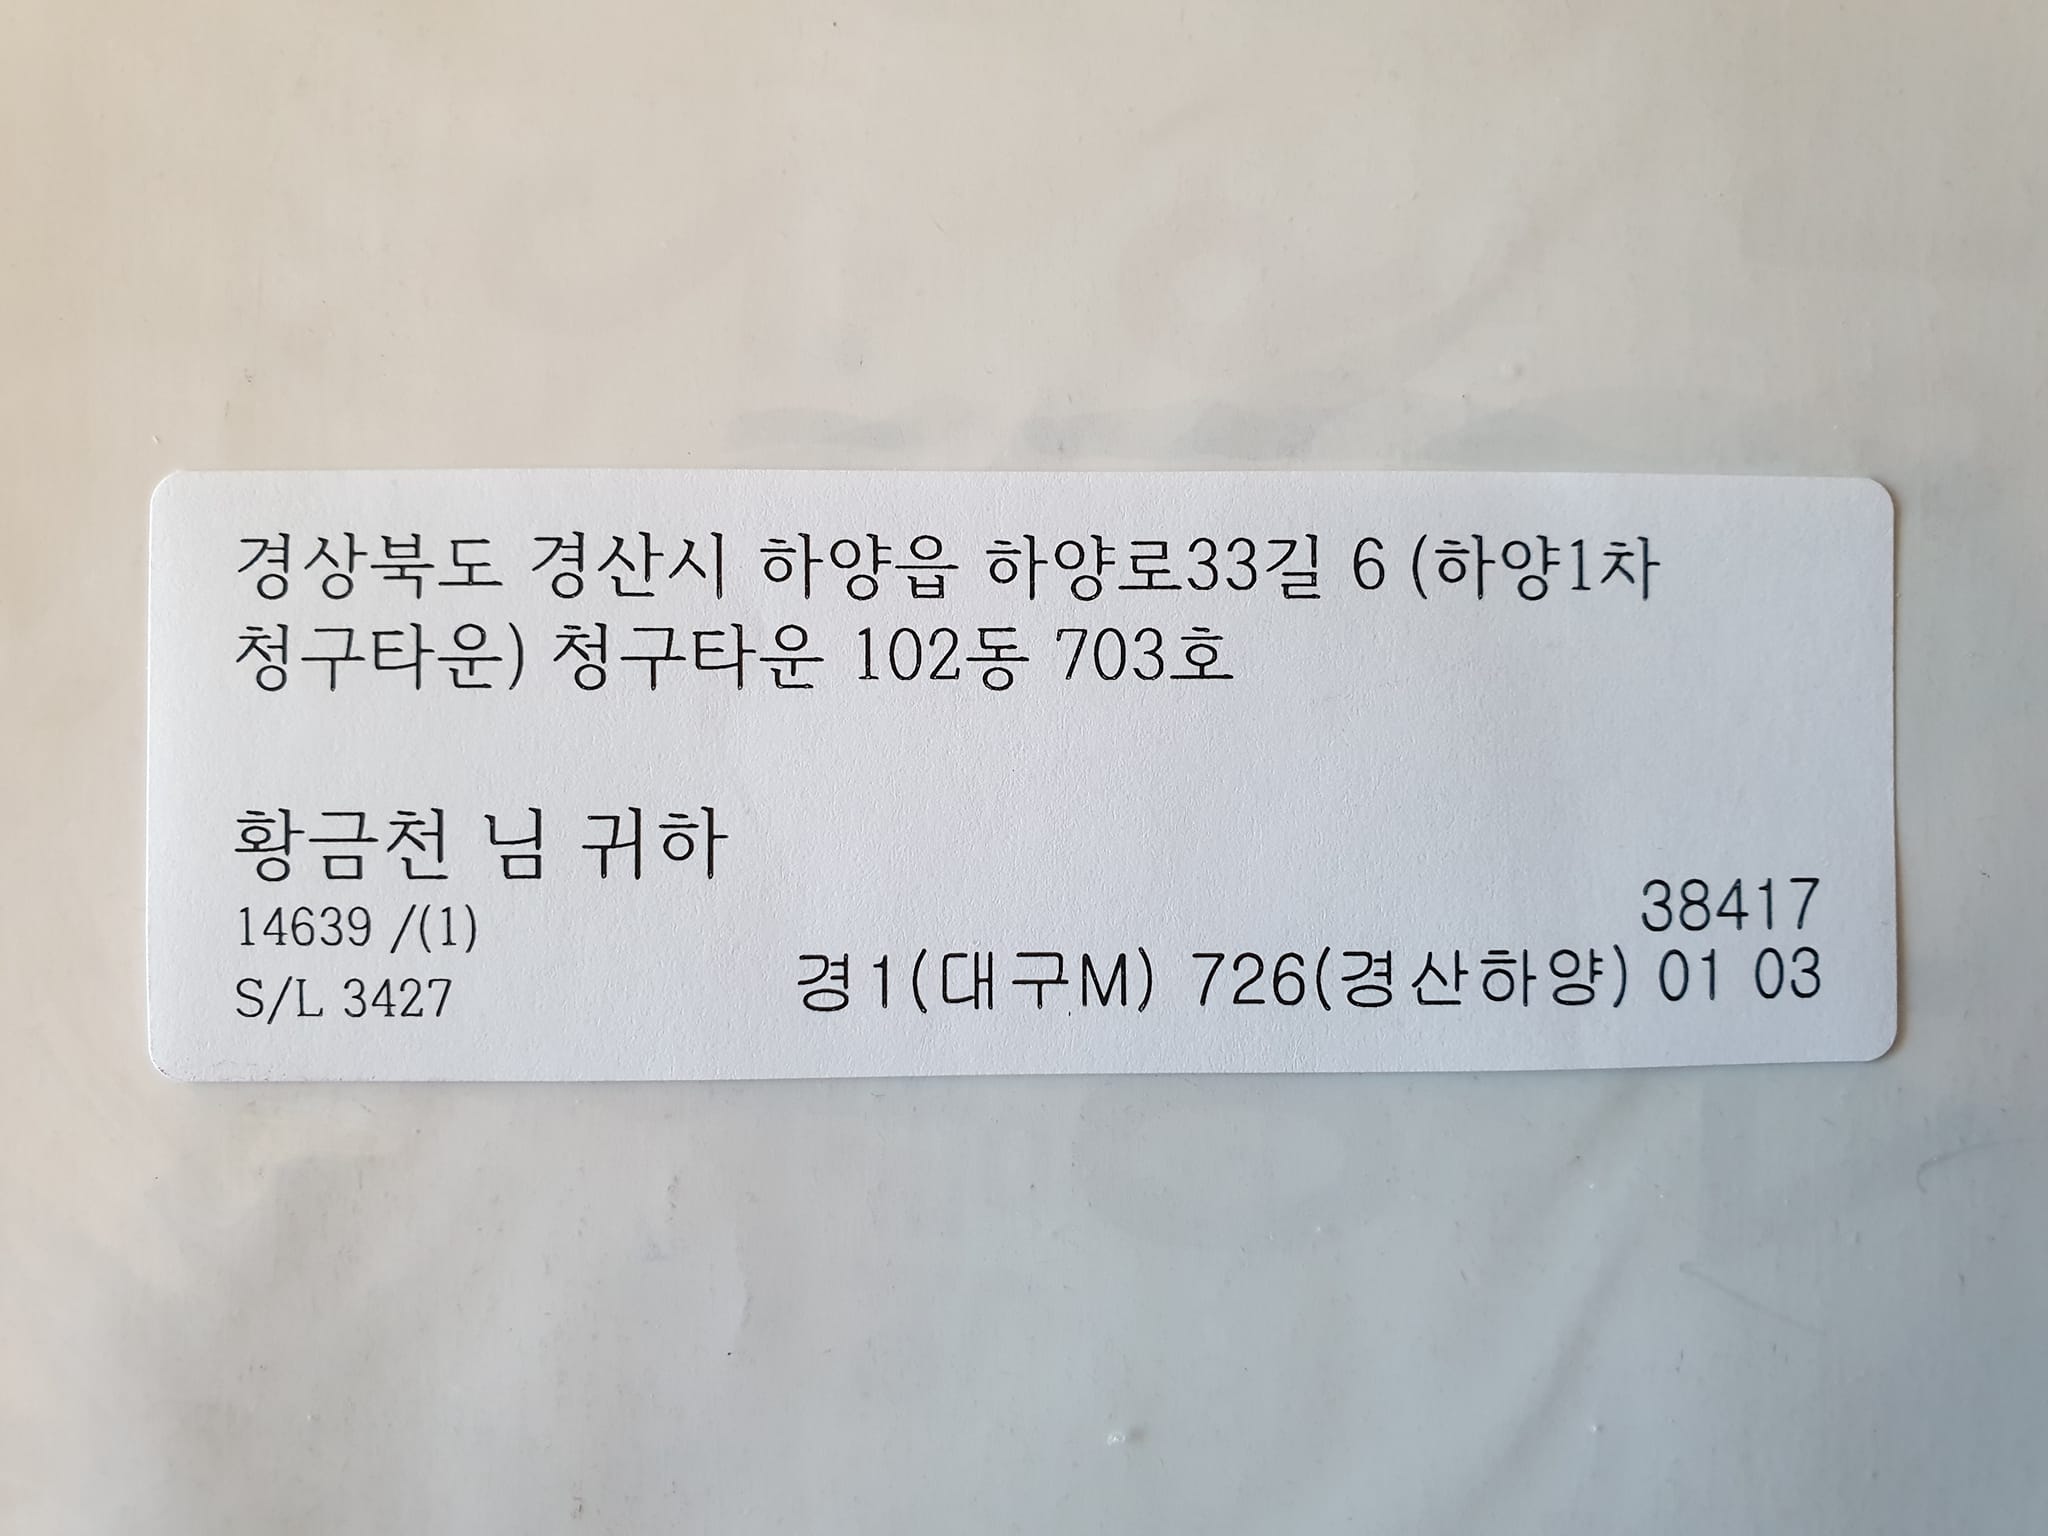 경상북도 경산시 하양읍 하양로33길 6 (하양1차
청구타운) 청구타운 102동 703호
황금천 님 귀하
14639 /(1)
38417
S/L 3427
경1(대구M) 726(경산하양) 01 03